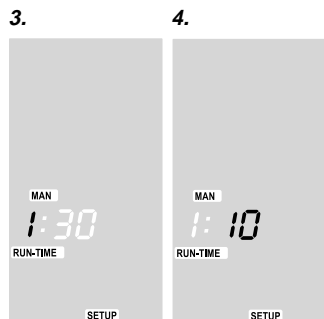 3.
MAN
1:30
RUN-TIME
SETUP
4.
MAN
1:10
RUN-TIME
SETUP